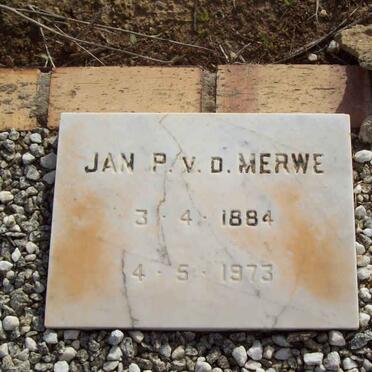 JAN P. V. D. MERWE
3 · 4 · 1884
4 · 5 · 1973